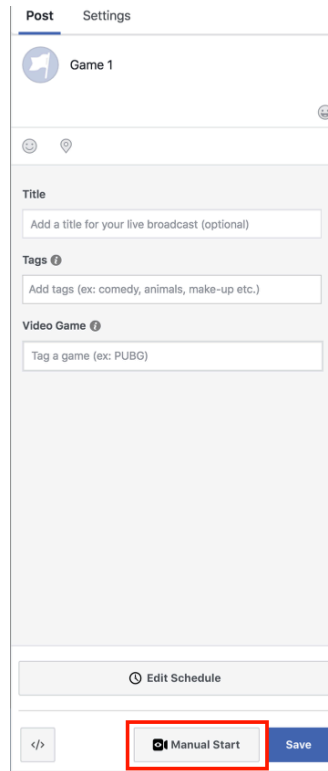 Post Settings
Game 1
Title
Add a title for your live broadcast (optional)
Tags
Add tags (ex: comedy, animals, make-up etc.)
Video Game
Tag a game (ex: PUBG)
Edit Schedule
</> Manual Start Save